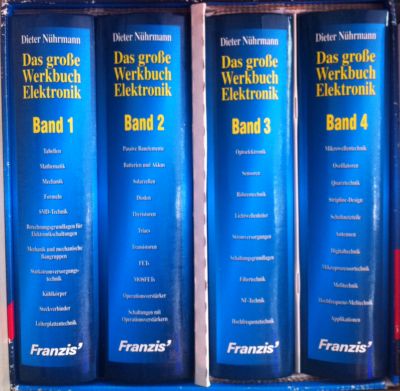 Dieter Nührmann
Das große
Werkbuch
Elektronik
Band 1
Tabellen
Mathematik
Mechanik
Formeln
SMD-Technik
Berechnungsgrundlagen für
Elektronikschaltungen
Mechanik und mechanische
Baugruppen
Starkstromversorgungs-
technik
Kühlkörper
Steckverbinder
Leiterplattentechnik
Franzis'
Dieter Nührmann
Das große
Werkbuch
Elektronik
Band 2
Passive Bauelemente
Batterien und Akkus
Solarzellen
Dioden
Thyristoren
Triacs
Transistoren
FETs
MOSFETs
Operationsverstärker
Schaltungen mit
Operationsverstärkern
Franzis'
Dieter Nührmann
Das große
Werkbuch
Elektronik
Band 3
Optoelektronik
Sensoren
Röhrentechnik
Lichtwellenleiter
Stromversorgungen
Schaltungsgrundlagen
Filtertechnik
NF-Technik
Hochfrequenztechnik
Franzis'
Dieter Nührmann
Das große
Werkbuch
Elektronik
Band 4
Mikrowellentechnik
Oszillatoren
Quarztechnik
Stripline-Design
Schaltnetzteile
Antennen
Digitaltechnik
Mikroprozessortechnik
Meßtechnik
Hochfrequenz-Meßtechnik
Applikationen
Franzis'